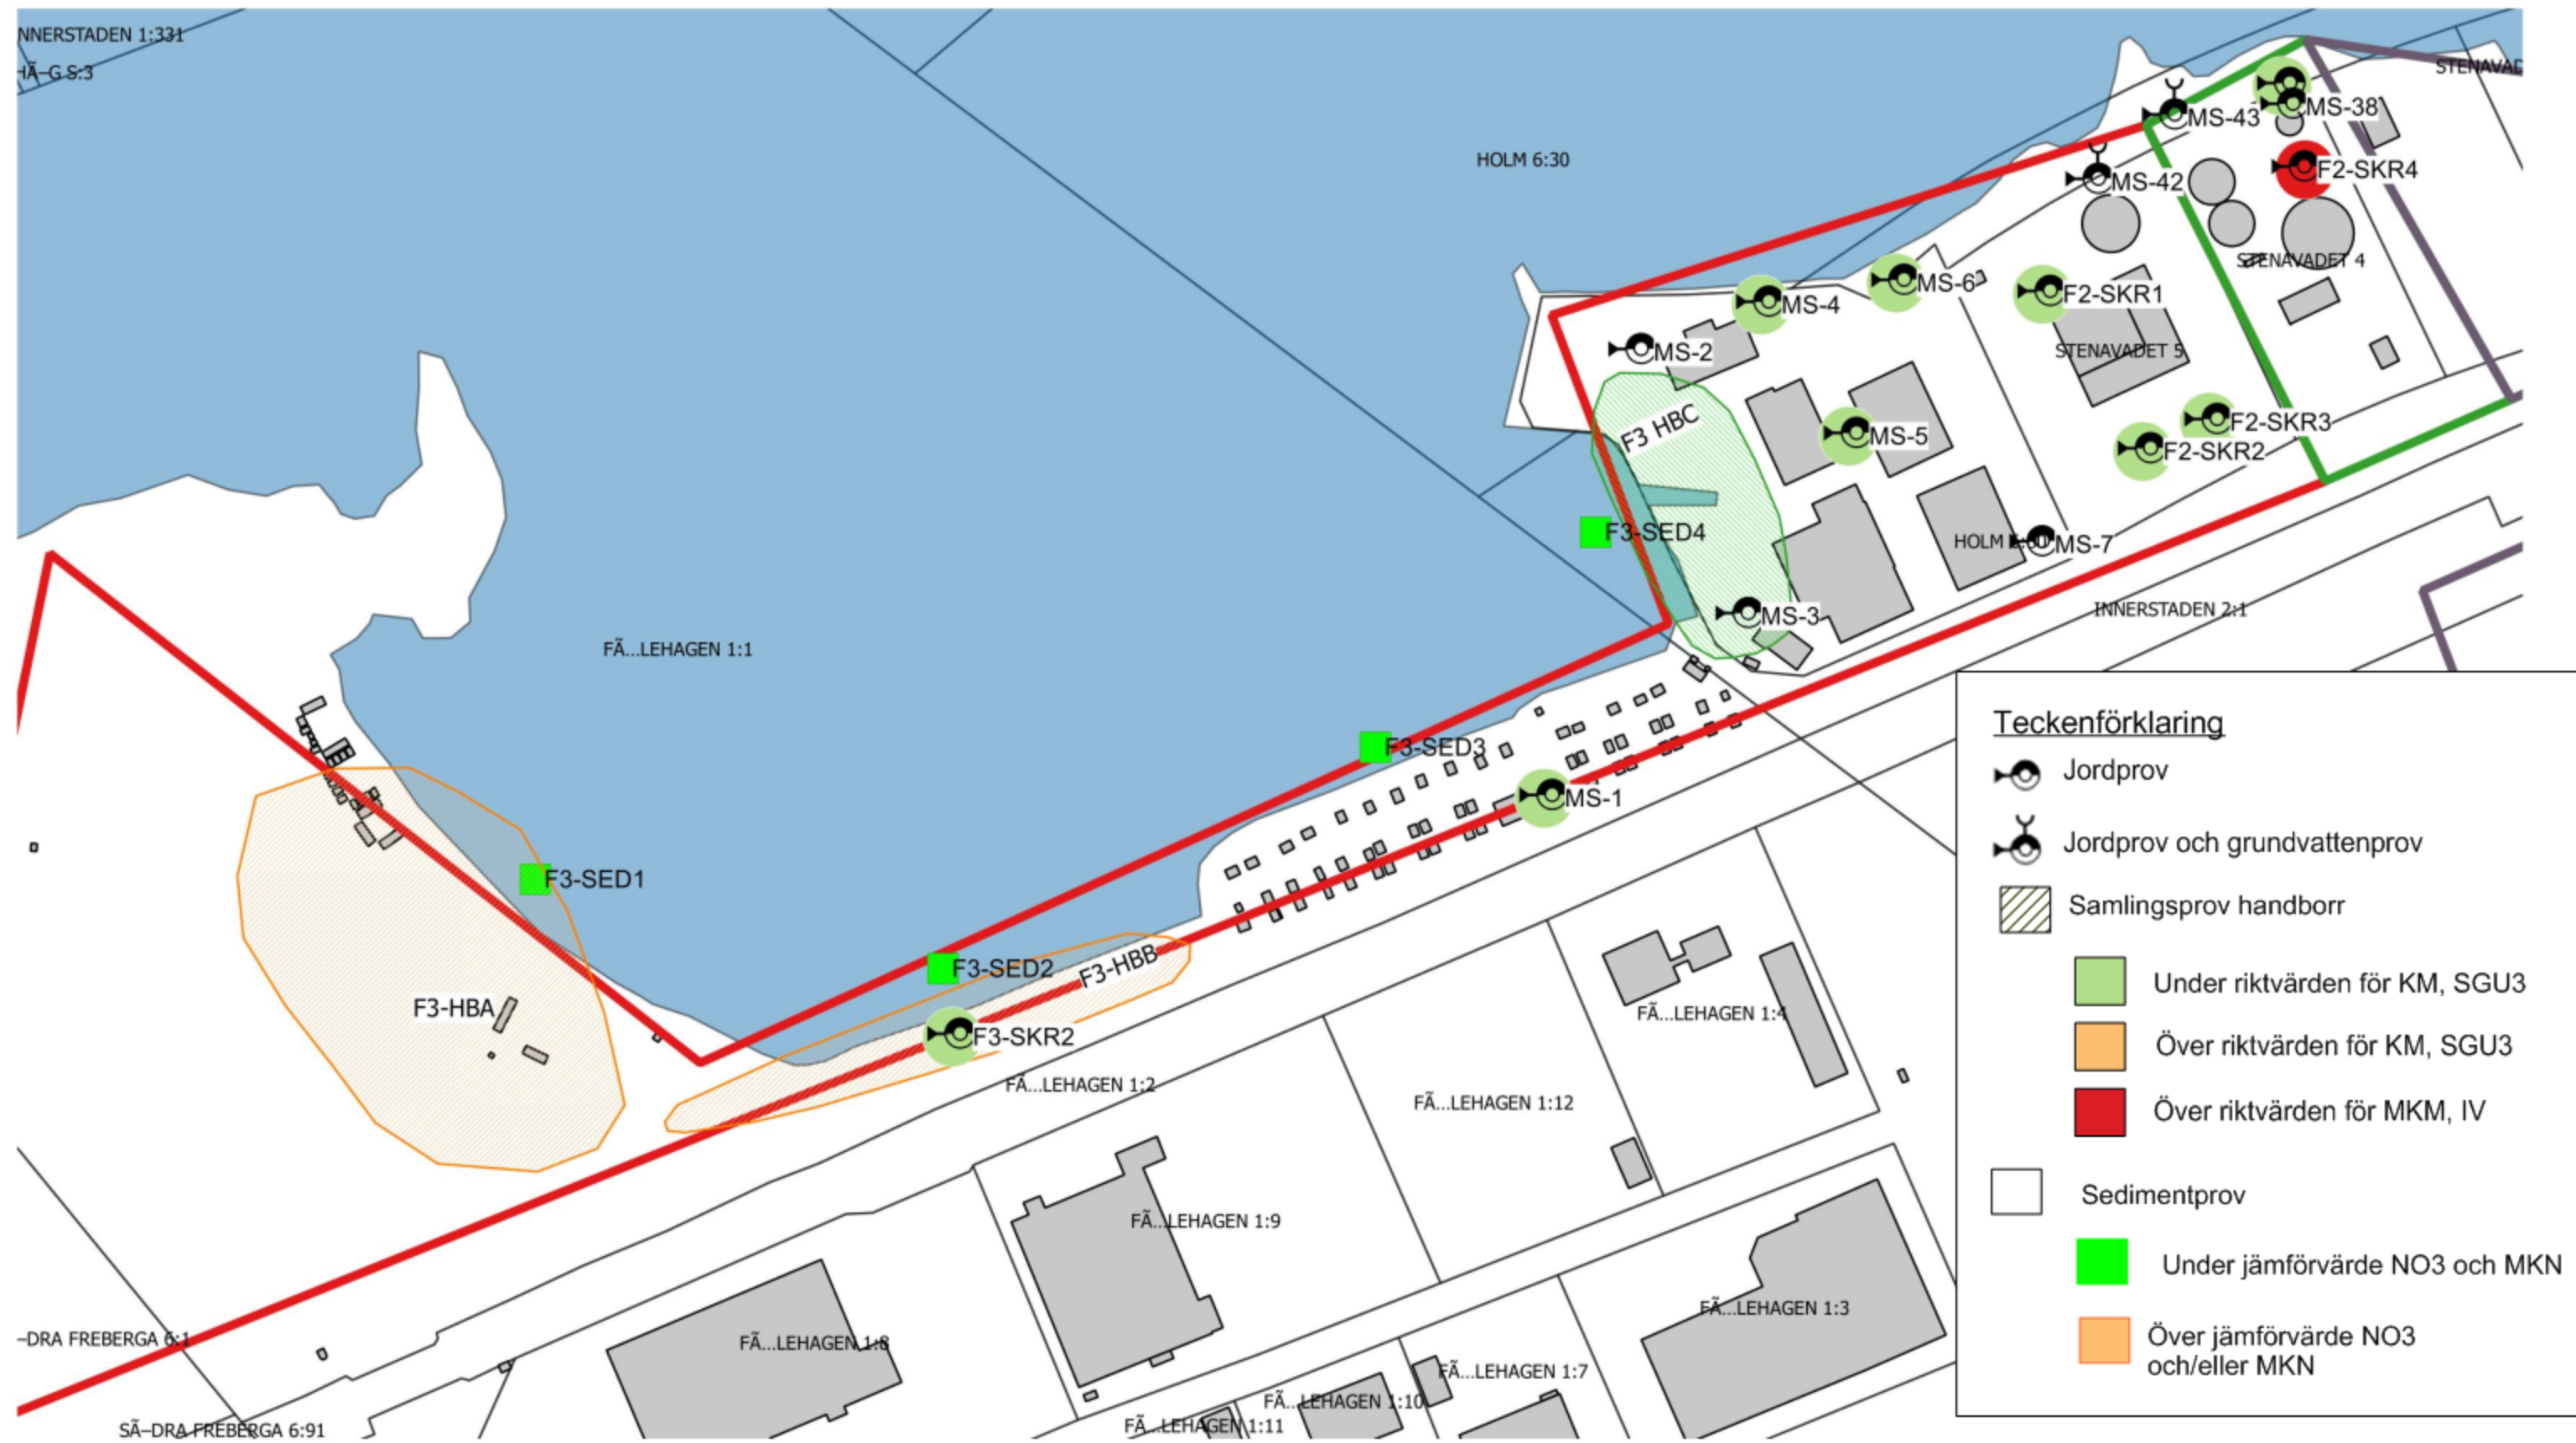 NNERSTADEN 1:331
HÃ–G S:3
STENAVAD
HOLM 6:30
MS-43
MS-38
F2-SKR4
MS-42
STENAVADET 4
MS-4
MS-6
F2-SKR1
MS-2
STENAVADET 5
F3 HBC
MS-5
F2-SKR3
F2-SKR2
F3-SED4
HOLM
MS-7
MS-3
INNERSTADEN 2:1
FÃ…LEHAGEN 1:1
F3-SED3
MS-1
F3-SED1
F3-SED2
F3-HBB
F3-HBA
F3-SKR2
FÃ…LEHAGEN 1:4
FÃ…LEHAGEN 1:2
FÃ…LEHAGEN 1:12
FÃ…LEHAGEN 1:9
FÃ…LEHAGEN 1:3
–DRA FREBERGA 6:1
FÃ…LEHAGEN 1:8
FÃ…LEHAGEN 1:7
FÃ…LEHAGEN 1:10
FÃ…LEHAGEN 1:11
SÃ–DRA FREBERGA 6:91
Teckenförklaring
Jordprov
Jordprov och grundvattenprov
Samlingsprov handborr
Under riktvärden för KM, SGU3
Över riktvärden för KM, SGU3
Över riktvärden för MKM, IV
Sedimentprov
Under jämförvärde NO3 och MKN
Över jämförvärde NO3
och/eller MKN